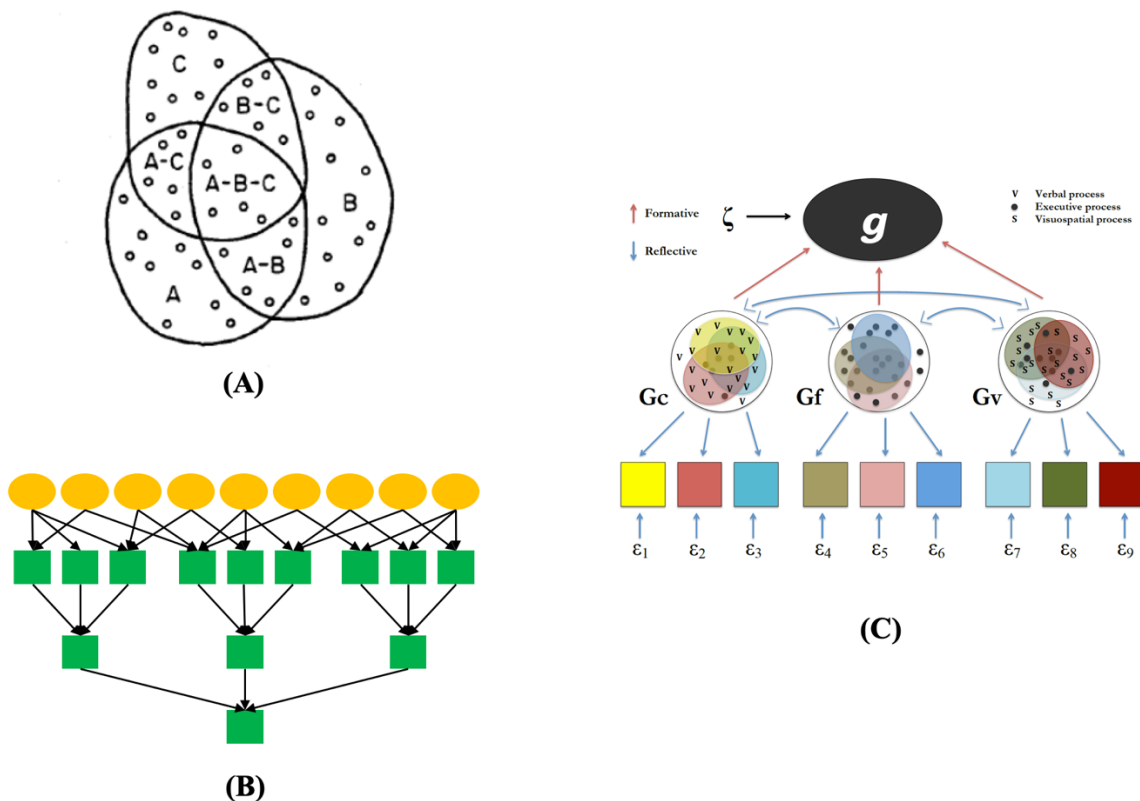 C
B-C
A-C
A-B-C
B
A-B
A
(A)
(B)
Formative
Reflective
ζ
g
V Verbal process
● Executive process
S Visuospatial process
V V V V V V V V V V V V V V V V
S S S S S S S S S S S S S S S S
Gc Gf Gv
ε1 ε2 ε3 ε4 ε5 ε6 ε7 ε8 ε9
(C)